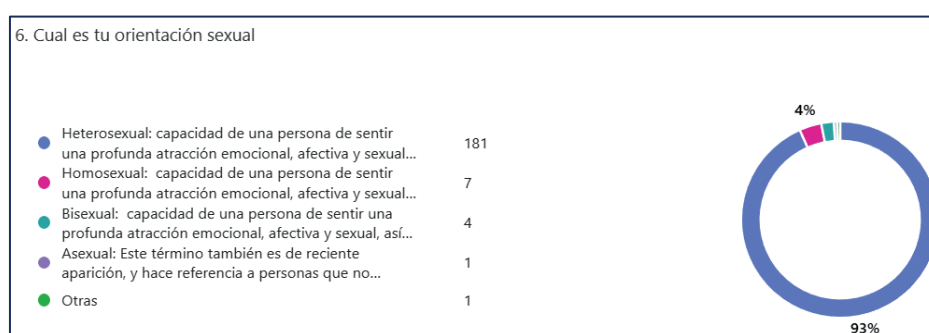 6. Cual es tu orientación sexual
Heterosexual: capacidad de una persona de sentir
una profunda atracción emocional, afectiva y sexual...
181
Homosexual:  capacidad de una persona de sentir
una profunda atracción emocional, afectiva y sexual...
7
Bisexual:  capacidad de una persona de sentir una
profunda atracción emocional, afectiva y sexual, así...
4
Asexual: Este término también es de reciente
aparición, y hace referencia a personas que no...
1
Otras
1
4%
93%